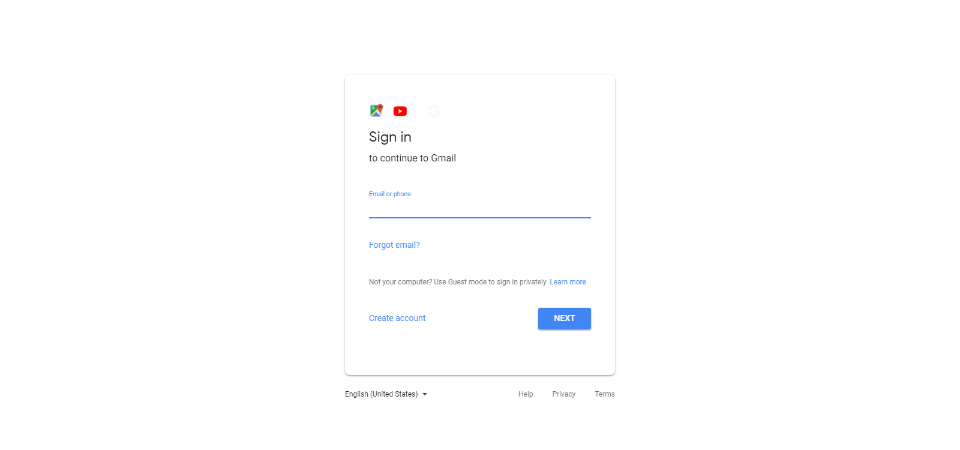 Sign in
to continue to Gmail
Email or phone
Forgot email?
Not your computer? Use Guest mode to sign in privately. Learn more
Create account
NEXT
English (United States)
Help
Privacy
Terms